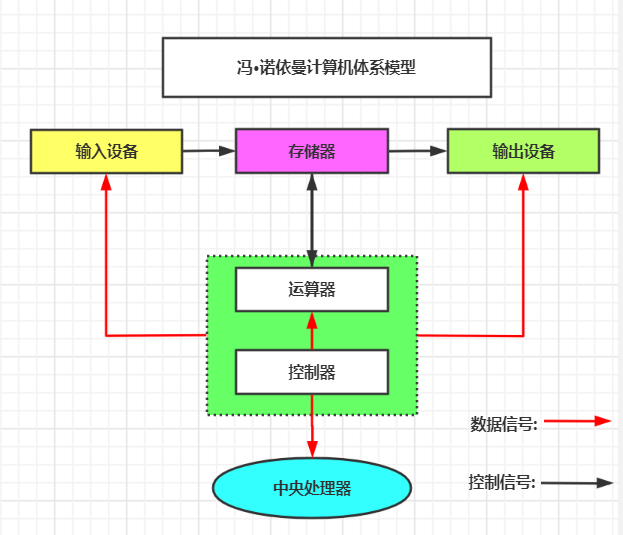 冯•诺依曼计算机体系模型
输入设备
存储器
输出设备
运算器
控制器
数据信号:
控制信号:
中央处理器